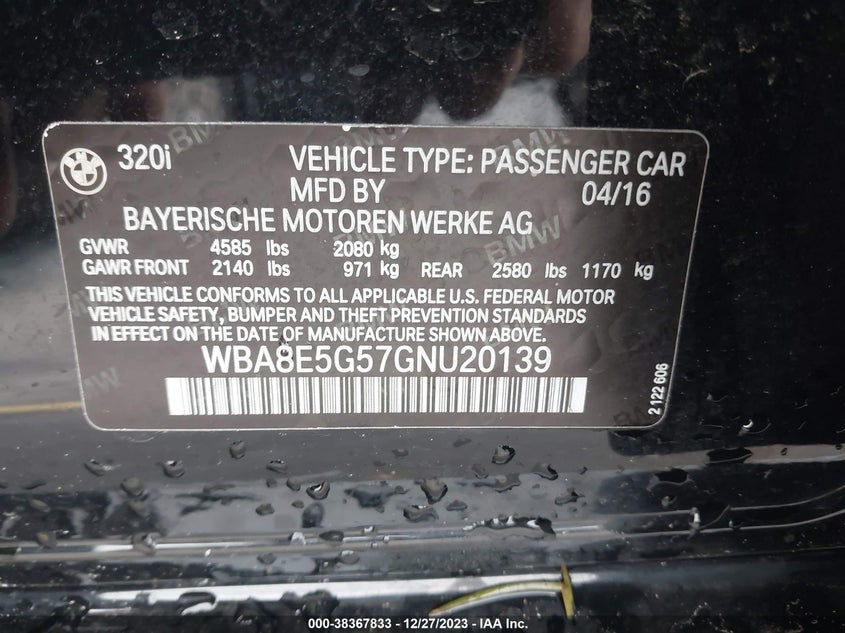 320i VEHICLE TYPE: PASSENGER CAR
MFD BY 04/16
BAYERISCHE MOTOREN WERKE AG
GVWR 4585 lbs 2080 kg
GAWR FRONT 2140 lbs 971 kg REAR 2580 lbs 1170 kg
THIS VEHICLE CONFORMS TO ALL APPLICABLE U.S. FEDERAL MOTOR
VEHICLE SAFETY, BUMPER AND THEFT PREVENTION STANDARDS
IN EFFECT ON THE DATE OF MANUFACTURE SHOWN ABOVE.
WBA8E5G57GNU20139
2 122 606
000-38367833 - 12/27/2023 - IAA Inc.